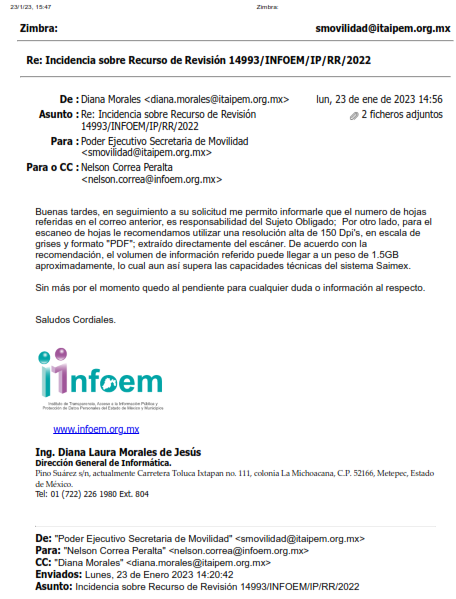 23/1/23, 15:47
Zimbra:
Zimbra:
smovilidad@itaipem.org.mx
Re: Incidencia sobre Recurso de Revisión 14993/INFOEM/IP/RR/2022
De : Diana Morales <diana.morales@itaipem.org.mx>
lun, 23 de ene de 2023 14:56
Asunto : Re: Incidencia sobre Recurso de Revisión
14993/INFOEM/IP/RR/2022
2 ficheros adjuntos
Para : Poder Ejecutivo Secretaria de Movilidad
<smovilidad@itaipem.org.mx>
Para o CC : Nelson Correa Peralta
<nelson.correa@infoem.org.mx>
Buenas tardes, en seguimiento a su solicitud me permito informarle que el numero de hojas
referidas en el correo anterior, es responsabilidad del Sujeto Obligado; Por otro lado, para el
escaneo de hojas le recomendamos utilizar una resolución alta de 150 Dpi's, en escala de
grises y formato "PDF"; extraído directamente del escáner. De acuerdo con la
recomendación, el volumen de información referido puede llegar a un peso de 1.5GB
aproximadamente, lo cual aun así supera las capacidades técnicas del sistema Saimex.
Sin más por el momento quedo al pendiente para cualquier duda o información al respecto.
Saludos Cordiales.
infoem
Instituto de Transparencia, Acceso a la Información Pública y
Protección de Datos Personales del Estado de México y Municipios
www.infoem.org.mx
Ing. Diana Laura Morales de Jesús
Dirección General de Informática.
Pino Suárez s/n, actualmente Carretera Toluca Ixtapan no. 111, colonia La Michoacana, C.P. 52166, Metepec, Estado
de México.
Tel: 01 (722) 226 1980 Ext. 804
De: "Poder Ejecutivo Secretaria de Movilidad" <smovilidad@itaipem.org.mx>
Para: "Nelson Correa Peralta" <nelson.correa@infoem.org.mx>
CC: "Diana Morales" <diana.morales@itaipem.org.mx>
Enviados: Lunes, 23 de Enero 2023 14:20:42
Asunto: Incidencia sobre Recurso de Revisión 14993/INFOEM/IP/RR/2022